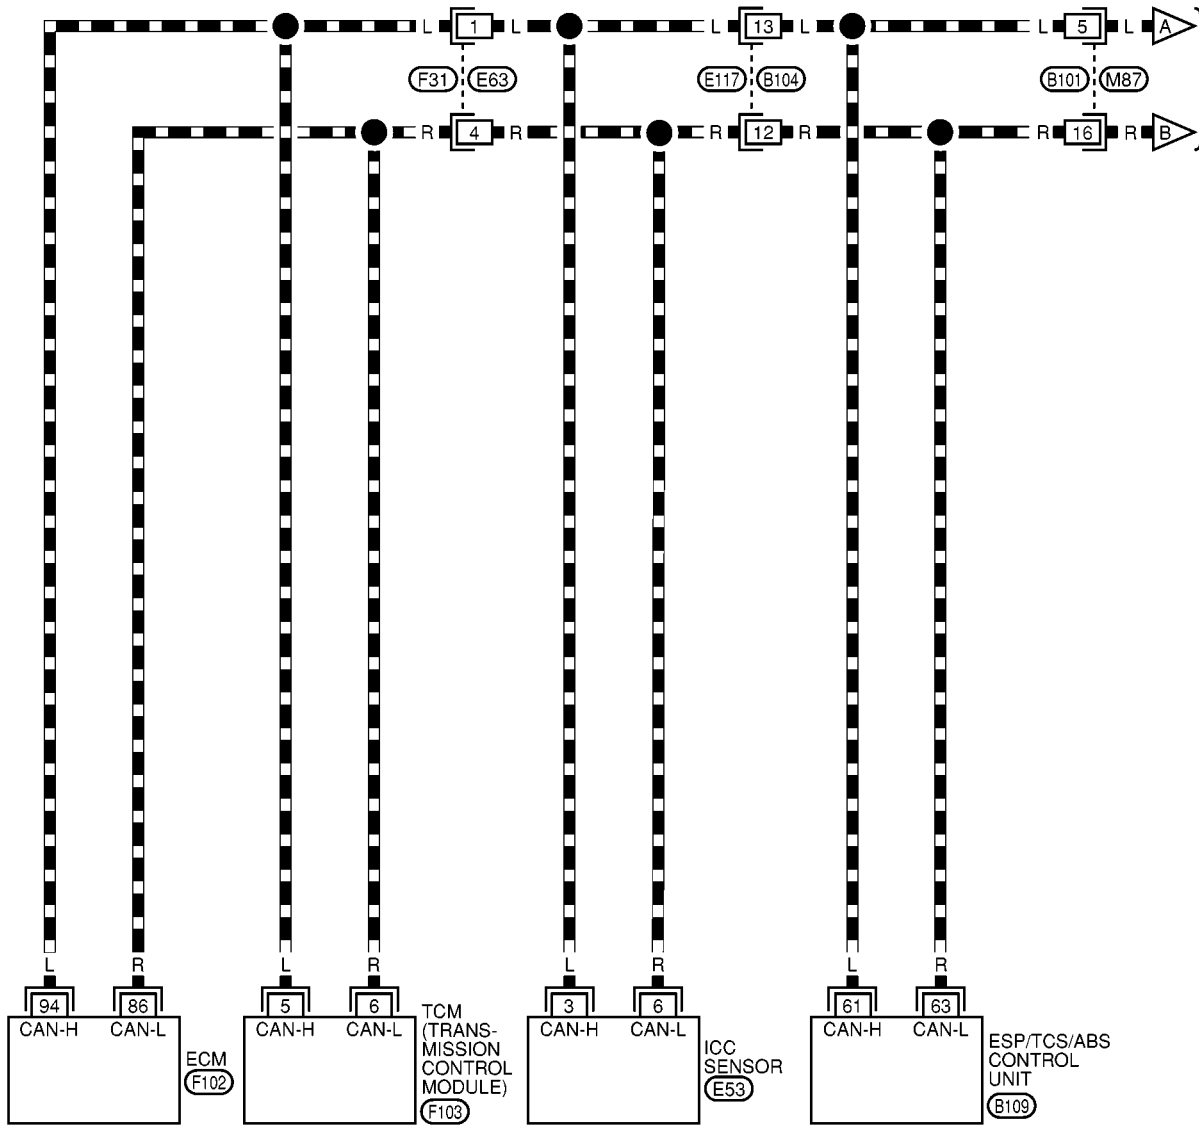 L 1 L L 13 L L 5 L A
F31 E63 E117 B104 B101 M87
R 4 R R 12 R R 16 R B
L R L R L R L R
94 86 5 6 3 6 61 63
CAN-H CAN-L CAN-H CAN-L CAN-H CAN-L CAN-H CAN-L
ECM
F102
TCM
(TRANS-
MISSION
CONTROL
MODULE)
F103
ICC
SENSOR
E53
ESP/TCS/ABS
CONTROL
UNIT
B109